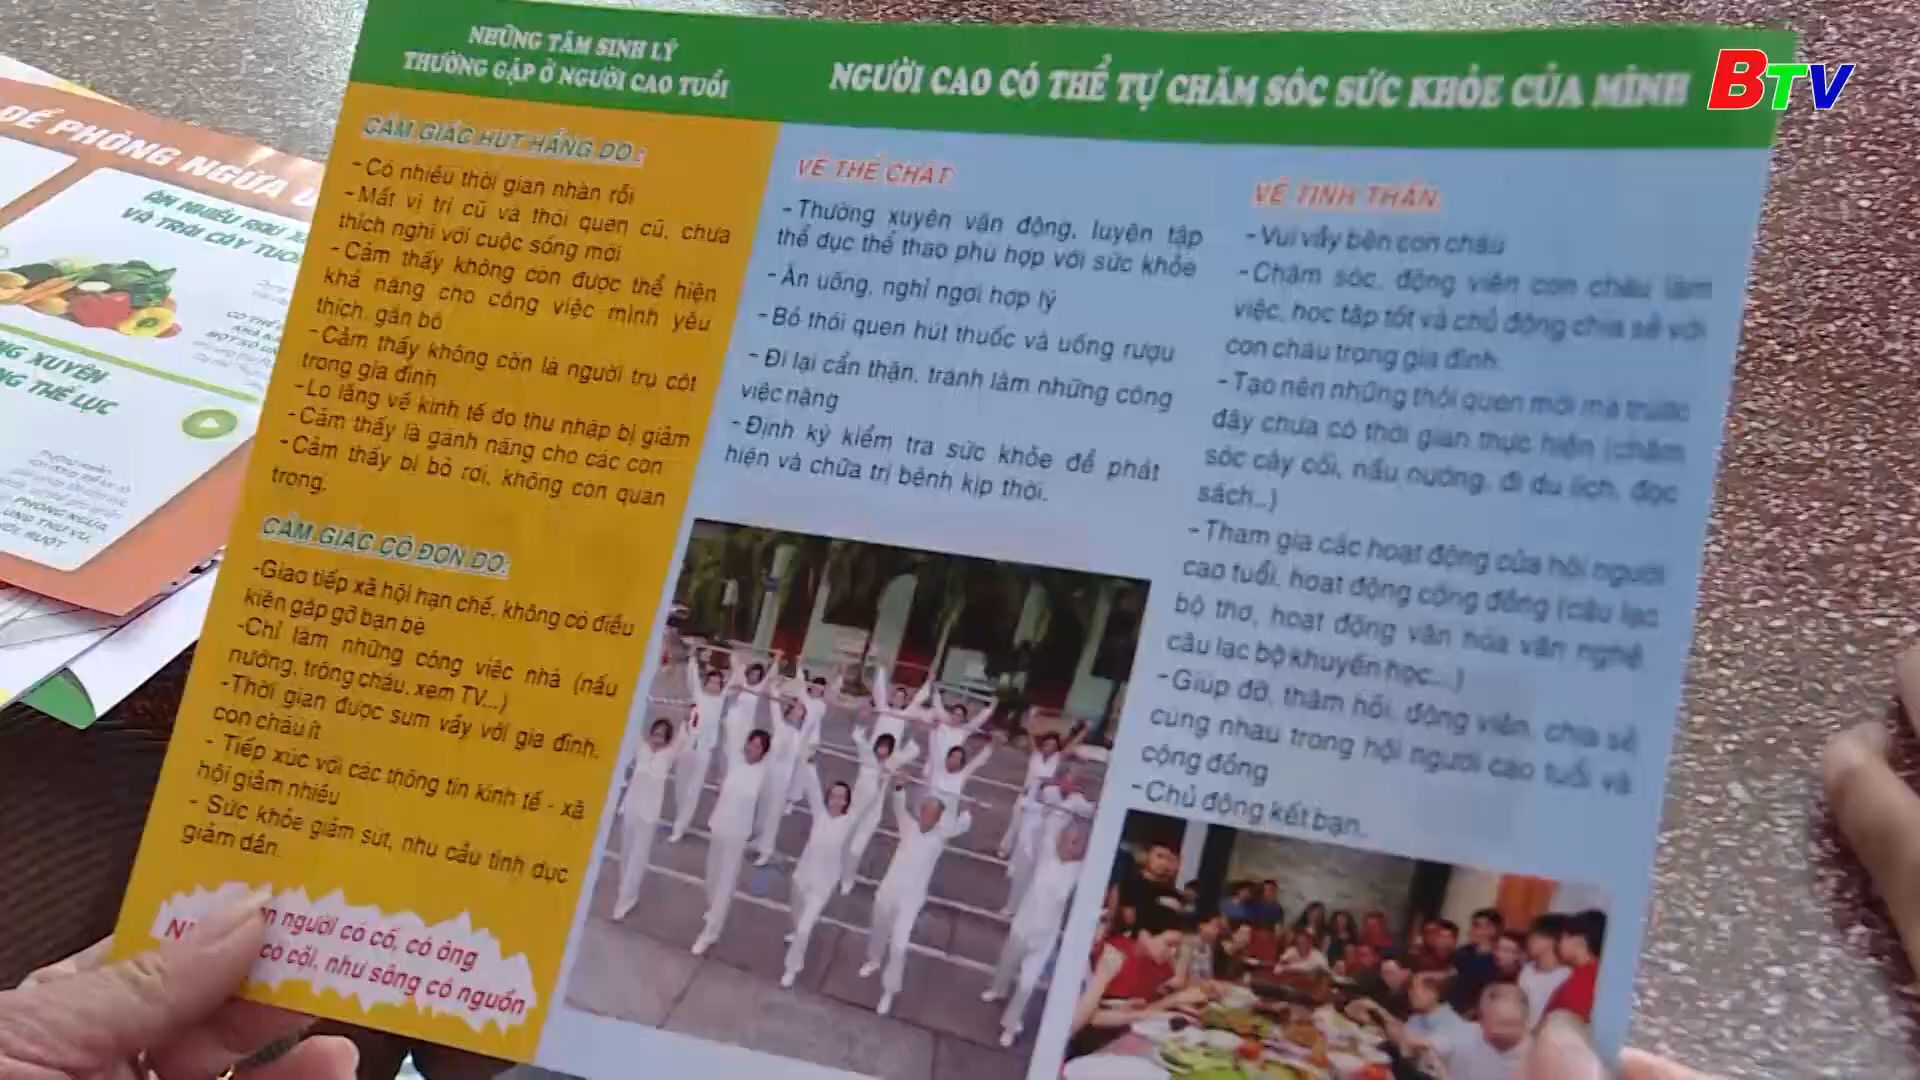 NHỮNG TÂM SINH LÝ
THƯỜNG GẶP Ở NGƯỜI CAO TUỔI
NGƯỜI CAO CÓ THỂ TỰ CHĂM SÓC SỨC KHỎE CỦA MÌNH
BTV
CẢM GIÁC HỤT HẪNG DO:
- Có nhiều thời gian nhàn rỗi
- Mất vị trí cũ và thói quen cũ, chưa
thích nghi với cuộc sống mới
- Cảm thấy không còn được thể hiện
khả năng cho công việc mình yêu
thích, gắn bó
- Cảm thấy không còn là người trụ cột
trong gia đình
- Lo lắng về kinh tế do thu nhập bị giảm
- Cảm thấy là gánh nặng cho các con
- Cảm thấy bị bỏ rơi, không còn quan
trọng.
CẢM GIÁC CÔ ĐƠN DO:
-Giao tiếp xã hội hạn chế, không có điều
kiện gặp gỡ bạn bè
-Chỉ làm những công việc nhà (nấu
nướng, trông cháu, xem TV...)
-Thời gian được sum vầy với gia đình,
con cháu ít
- Tiếp xúc với các thông tin kinh tế - xã
hội giảm nhiều
- Sức khỏe giảm sút, nhu cầu tình dục
giảm dần.
người có cố, có ông
có cội, như sông có nguồn
VỀ THỂ CHẤT
- Thường xuyên vận động, luyện tập
thể dục thể thao phù hợp với sức khỏe
- Ăn uống, nghỉ ngơi hợp lý
- Bỏ thói quen hút thuốc và uống rượu
- Đi lại cẩn thận, tránh làm những công
việc nặng
- Định kỳ kiểm tra sức khỏe để phát
hiện và chữa trị bệnh kịp thời.
VỀ TINH THẦN
- Vui vầy bên con cháu
- Chăm sóc, động viên con cháu làm
việc, học tập tốt và chủ động chia sẻ với
con cháu trong gia đình.
- Tạo nên những thói quen mới mà trước
đây chưa có thời gian thực hiện (chăm
sóc cây cối, nấu nướng, đi du lịch, đọc
sách...)
- Tham gia các hoạt động của hội người
cao tuổi, hoạt động cộng đồng (câu lạc
bộ thơ, hoạt động văn hóa văn nghệ,
câu lạc bộ khuyến học...)
- Giúp đỡ, thăm hỏi, động viên, chia sẻ
cùng nhau trong hội người cao tuổi và
cộng đồng
- Chủ động kết bạn.
ĐỂ PHÒNG NGỪA
ĂN NHIỀU RAU
VÀ TRÁI CÂY TƯƠI
XUYÊN
THỂ LỰC